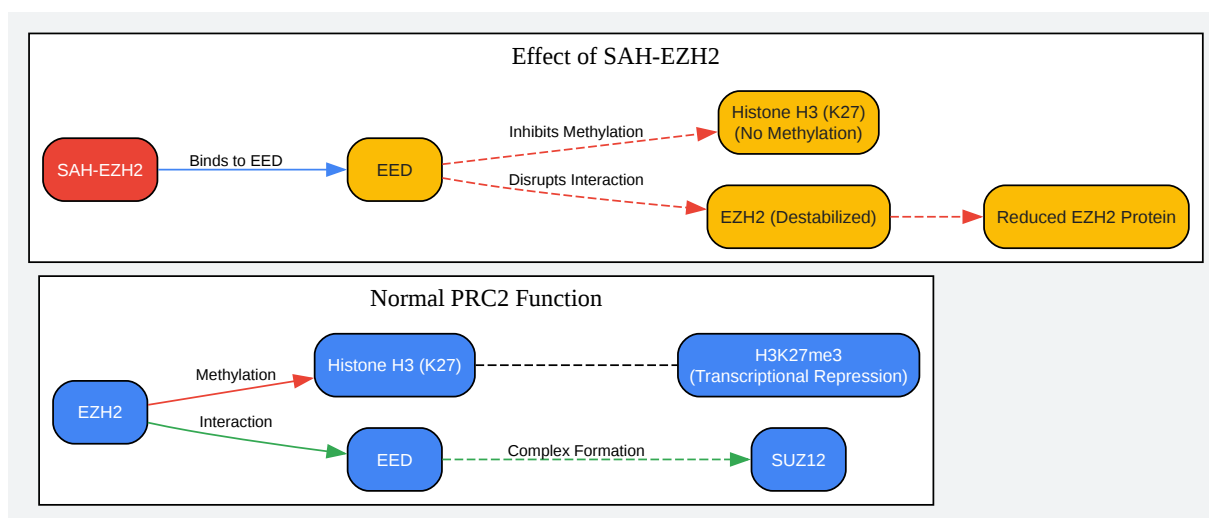 Effect of SAH-EZH2
SAH-EZH2
Binds to EED
EED
Inhibits Methylation
Histone H3 (K27)
(No Methylation)
Disrupts Interaction
EZH2 (Destabilized)
Reduced EZH2 Protein
Normal PRC2 Function
EZH2
Methylation
Histone H3 (K27)
H3K27me3
(Transcriptional Repression)
Interaction
EED
Complex Formation
SUZ12